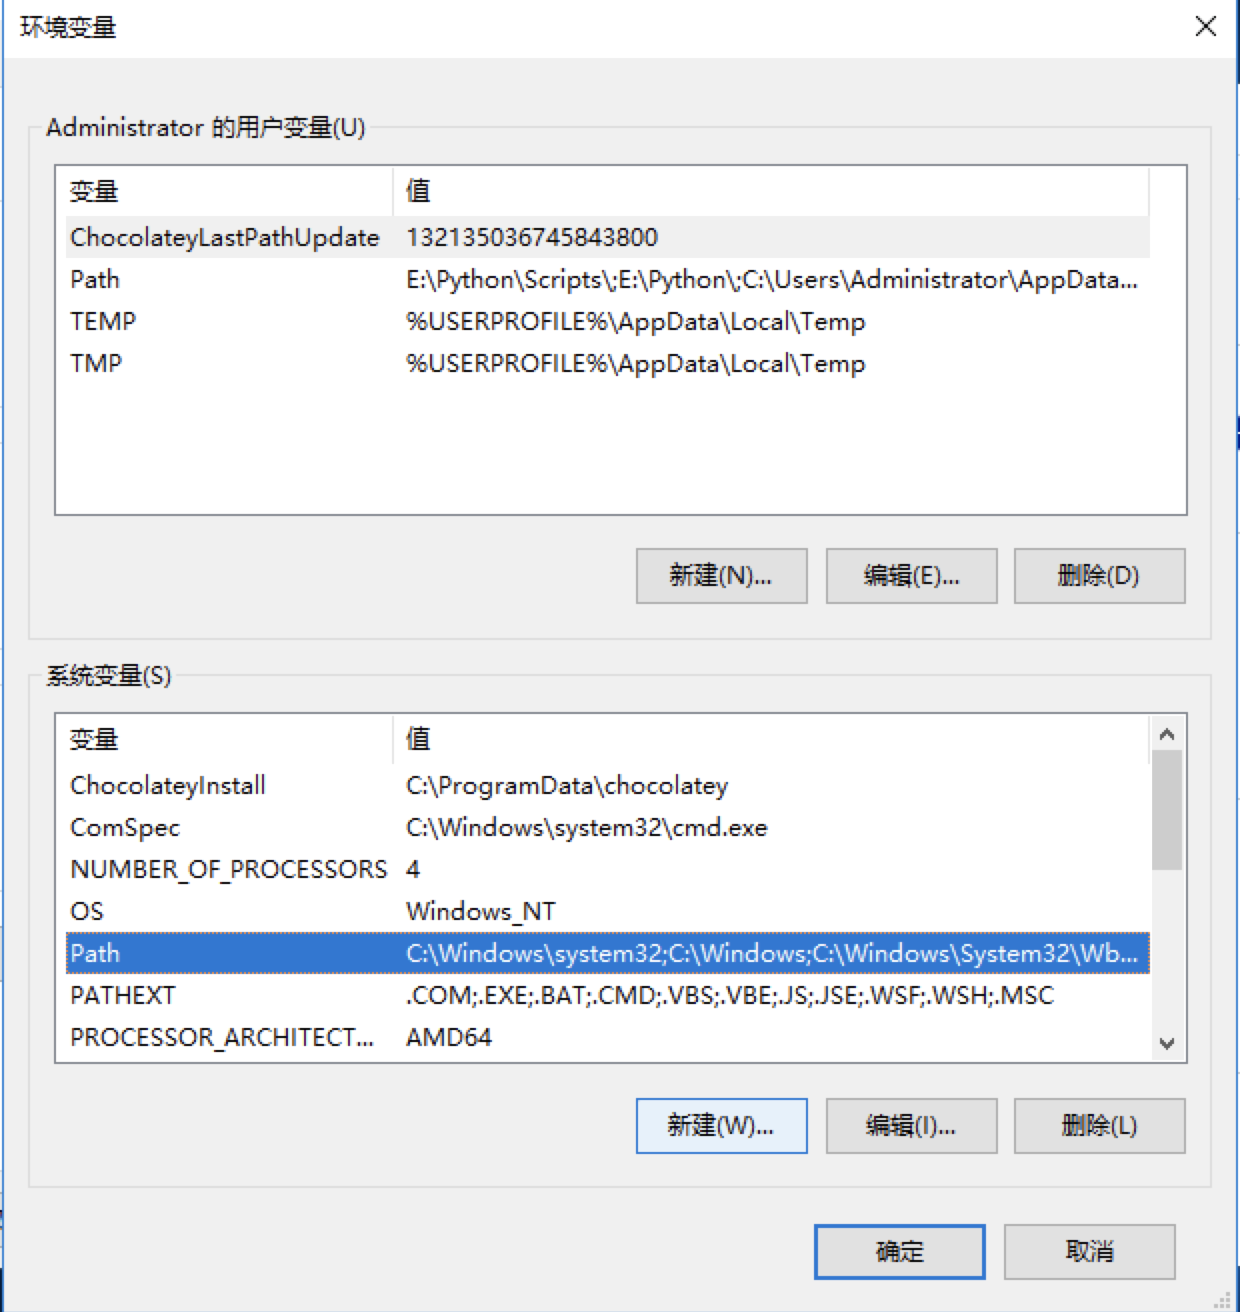 环境变量
Administrator 的用户变量(U)
变量 值
ChocolateyLastPathUpdate 132135036745843800
Path E:\Python\Scripts\;E:\Python\;C:\Users\Administrator\AppData...
TEMP %USERPROFILE%\AppData\Local\Temp
TMP %USERPROFILE%\AppData\Local\Temp
新建(N)... 编辑(E)... 删除(D)
系统变量(S)
变量 值
ChocolateyInstall C:\ProgramData\chocolatey
ComSpec C:\Windows\system32\cmd.exe
NUMBER_OF_PROCESSORS 4
OS Windows_NT
Path C:\Windows\system32;C:\Windows;C:\Windows\System32\Wb...
PATHEXT .COM;.EXE;.BAT;.CMD;.VBS;.VBE;.JS;.JSE;.WSF;.WSH;.MSC
PROCESSOR_ARCHITECT... AMD64
新建(W)... 编辑(I)... 删除(L)
确定 取消